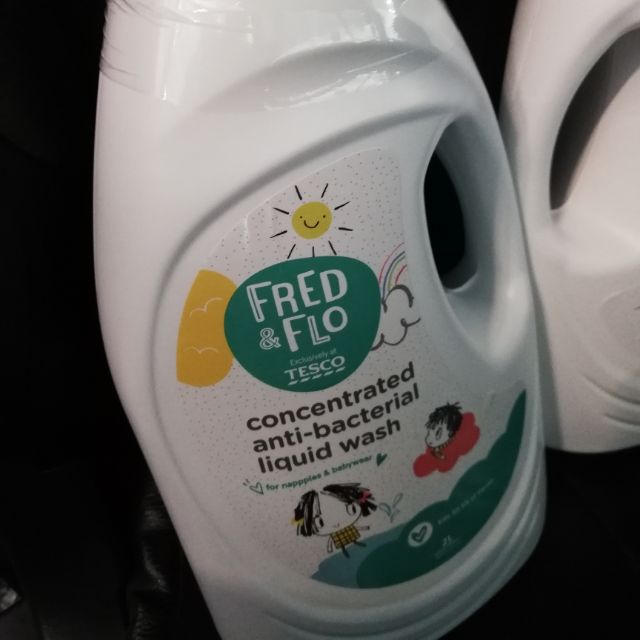 FRED
& FLO
Exclusively at
TESCO
concentrated
anti-bacterial
liquid wash
for nappies & babywear